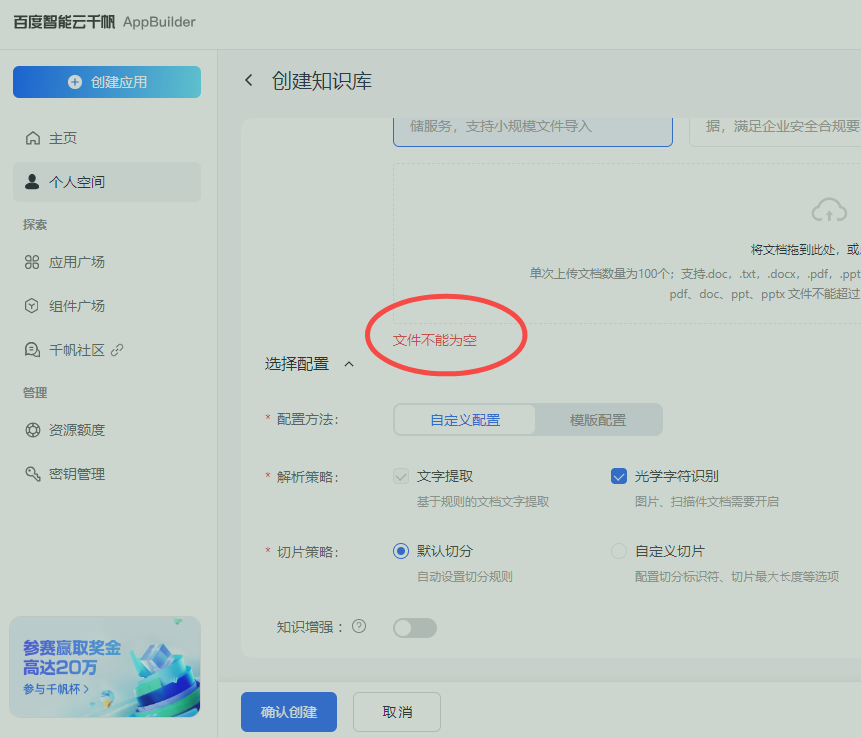 百度智能云千帆 AppBuilder
创建应用
主页
个人空间
探索
应用广场
组件广场
千帆社区
管理
资源额度
密钥管理
参赛赢取奖金
高达20万
参与千帆杯
创建知识库
储服务，支持小规模文件导入
据，满足企业安全合规要
将文档拖到此处，或
单次上传文档数量为100个；支持.doc，.txt，.docx，.pdf，.ppt
pdf、doc、ppt、pptx 文件不能超过
文件不能为空
选择配置
* 配置方法： 自定义配置 模版配置
* 解析策略： 文字提取 光学字符识别
基于规则的文档文字提取 图片、扫描件文档需要开启
* 切片策略： 默认切分 自定义切片
自动设置切分规则 配置切分标识符、切片最大长度等选项
知识增强：
确认创建 取消